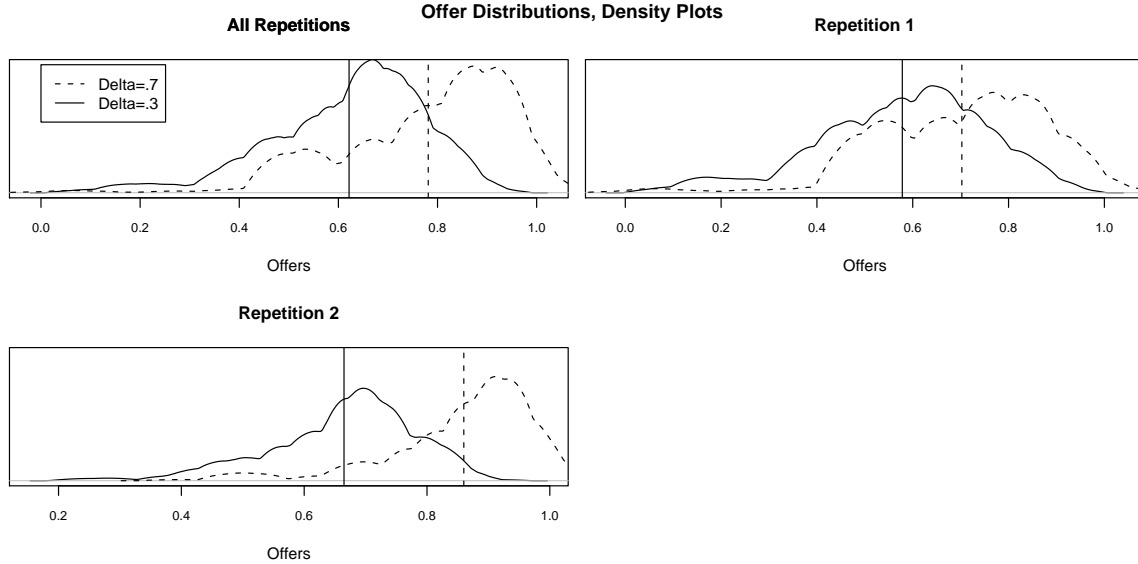 Offer Distributions, Density Plots
All Repetitions
Repetition 1
Delta=.7
Delta=.3
0.0 0.2 0.4 0.6 0.8 1.0
0.0 0.2 0.4 0.6 0.8 1.0
Offers
Offers
Repetition 2
0.2 0.4 0.6 0.8 1.0
Offers